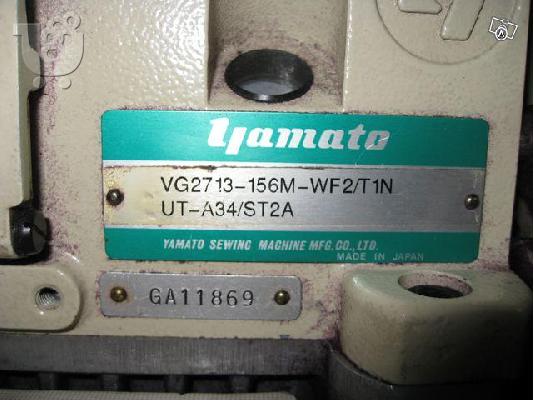 yamato
VG2713-156M-WF2/T1N
UT-A34/ST2A
YAMATO SEWING MACHINE MFG.CO.,LTD.
MADE IN JAPAN
GA11869